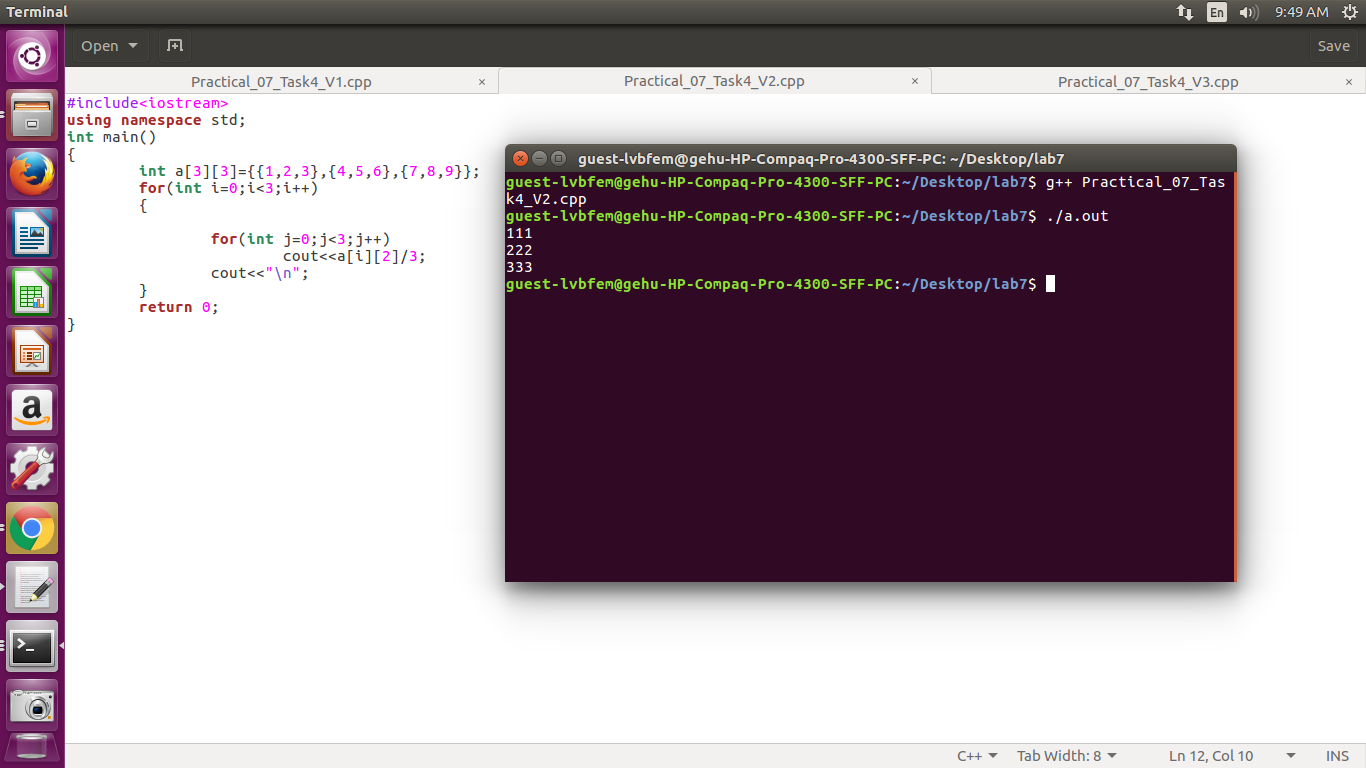 Terminal
En
9:49 AM
Open
Save
Practical_07_Task4_V1.cpp ×
Practical_07_Task4_V2.cpp ×
Practical_07_Task4_V3.cpp ×
#include<iostream>
using namespace std;
int main()
{
int a[3][3]={{1,2,3},{4,5,6},{7,8,9}};
for(int i=0;i<3;i++)
{
for(int j=0;j<3;j++)
cout<<a[i][2]/3;
cout<<"\n";
}
return 0;
}
guest-lvbfem@gehu-HP-Compaq-Pro-4300-SFF-PC: ~/Desktop/lab7
guest-lvbfem@gehu-HP-Compaq-Pro-4300-SFF-PC:~/Desktop/lab7$ g++ Practical_07_Tas
k4_V2.cpp
guest-lvbfem@gehu-HP-Compaq-Pro-4300-SFF-PC:~/Desktop/lab7$ ./a.out
111
222
333
guest-lvbfem@gehu-HP-Compaq-Pro-4300-SFF-PC:~/Desktop/lab7$
a
>_
C++ Tab Width: 8 Ln 12, Col 10 INS